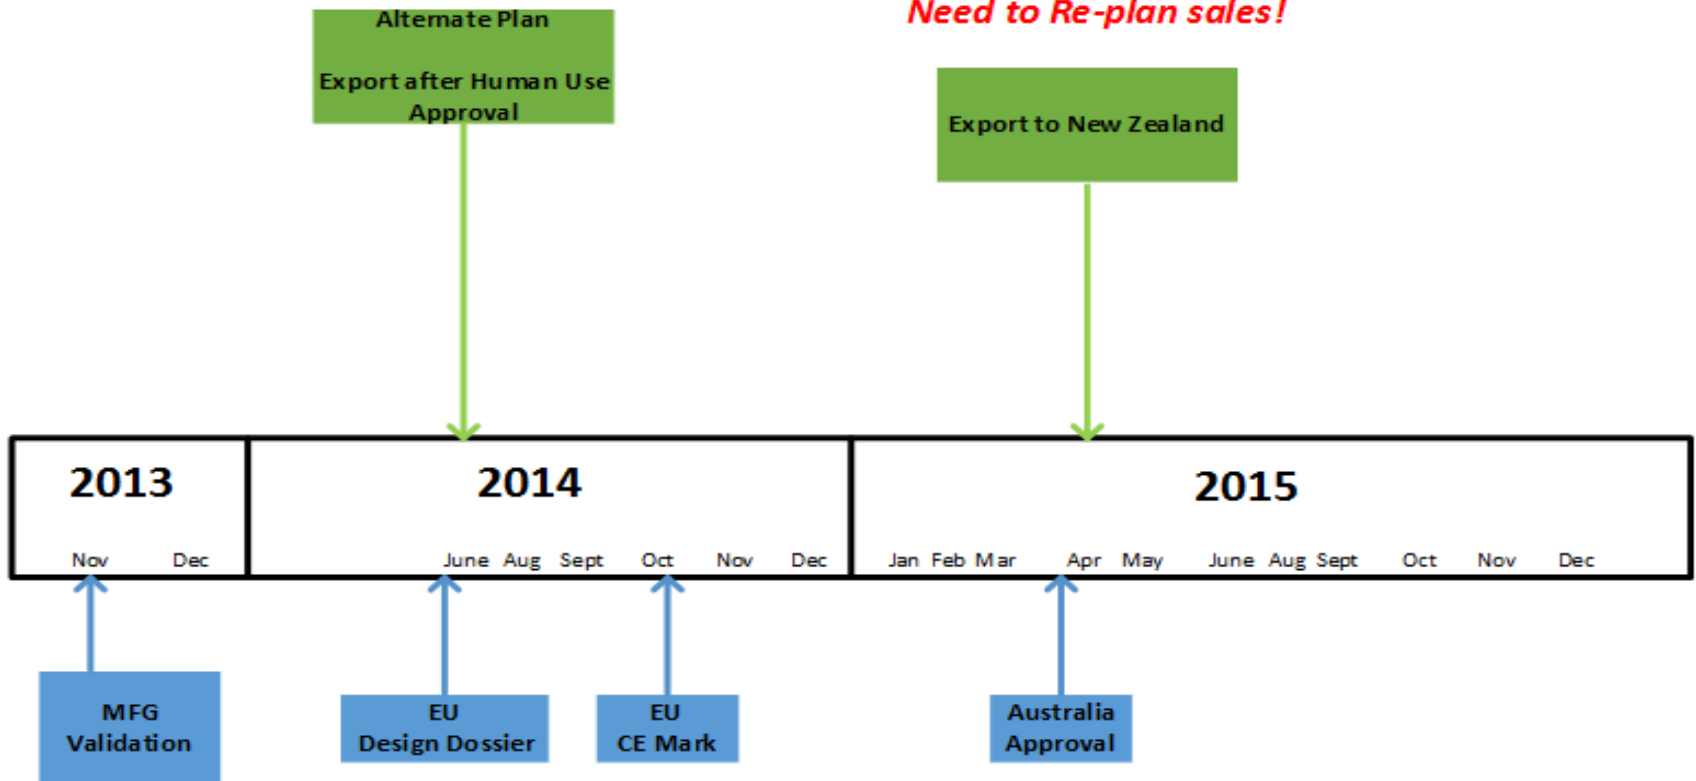 Need to Re-plan sales!
Alternate Plan
Export after Human Use
Approval
Export to New Zealand
2013
2014
2015
Nov Dec
June Aug Sept Oct Nov Dec
Jan Feb Mar Apr May June Aug Sept Oct Nov Dec
MFG
Validation
EU
Design Dossier
EU
CE Mark
Australia
Approval